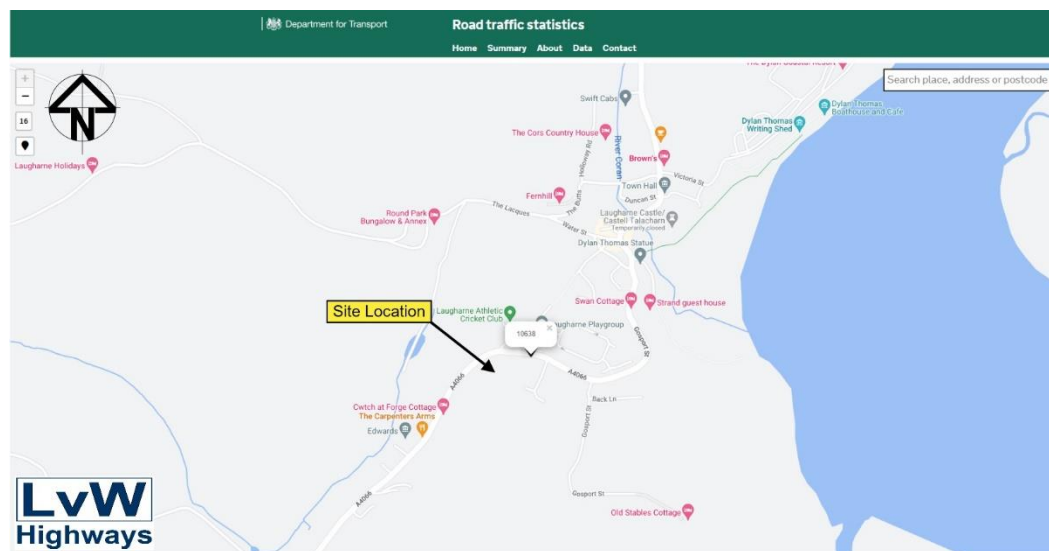 Department for Transport
Road traffic statistics
Home Summary About Data Contact
+
−
16
N
Search place, address or postcode
The Dylan Coastal Resort
Swift Cabs
Dylan Thomas
Boathouse and Cafe
Dylan Thomas
Writing Shed
The Cors Country House
Holloway Rd
River Coran
Brown's
Laugharne Holidays
Victoria St
Town Hall
Fernhill
The Butts
Duncan St
Round Park
Bungalow & Annex
The Lacques
Laugharne Castle/
Castell Talacharn
Temporarily closed
Water St
Dylan Thomas Statue
Swan Cottage
Strand guest house
Site Location
Laugharne Athletic
Cricket Club
Laugharne Playgroup
10638
×
Gosport St
A4066
A4066
Back Ln
Cwtch at Forge Cottage
The Carpenters Arms
Edwards
Gosport St
A4066
Gosport St
Old Stables Cottage
LvW
Highways